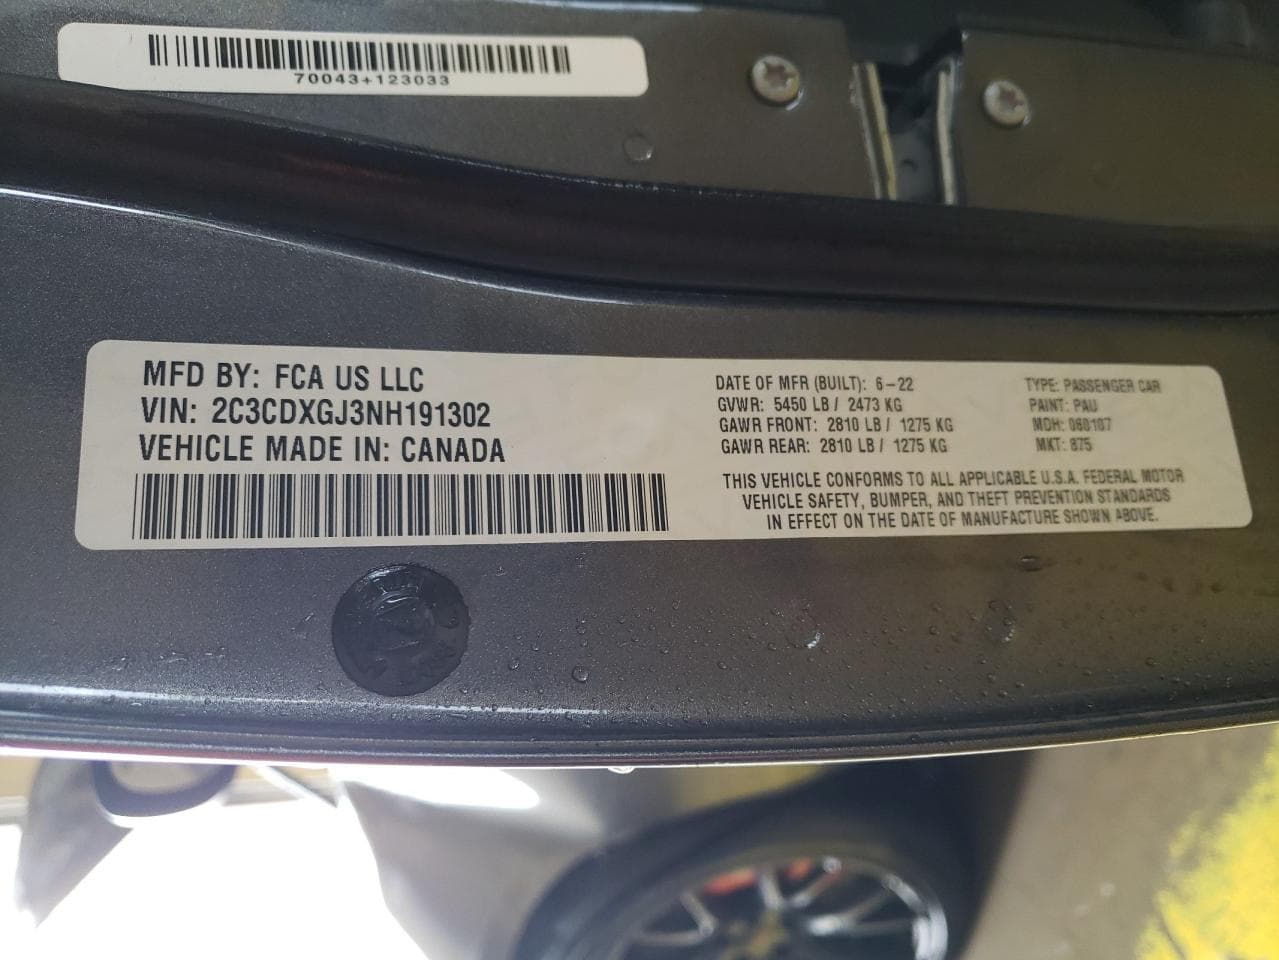 70043+123033
MFD BY: FCA US LLC
VIN: 2C3CDXGJ3NH191302
VEHICLE MADE IN: CANADA
DATE OF MFR (BUILT): 6-22
GVWR: 5450 LB / 2473 KG
GAWR FRONT: 2810 LB / 1275 KG
GAWR REAR: 2810 LB / 1275 KG
TYPE: PASSENGER CAR
PAINT: PAU
MDH: 060107
MKT: 875
THIS VEHICLE CONFORMS TO ALL APPLICABLE U.S.A. FEDERAL MOTOR
VEHICLE SAFETY, BUMPER, AND THEFT PREVENTION STANDARDS
IN EFFECT ON THE DATE OF MANUFACTURE SHOWN ABOVE.